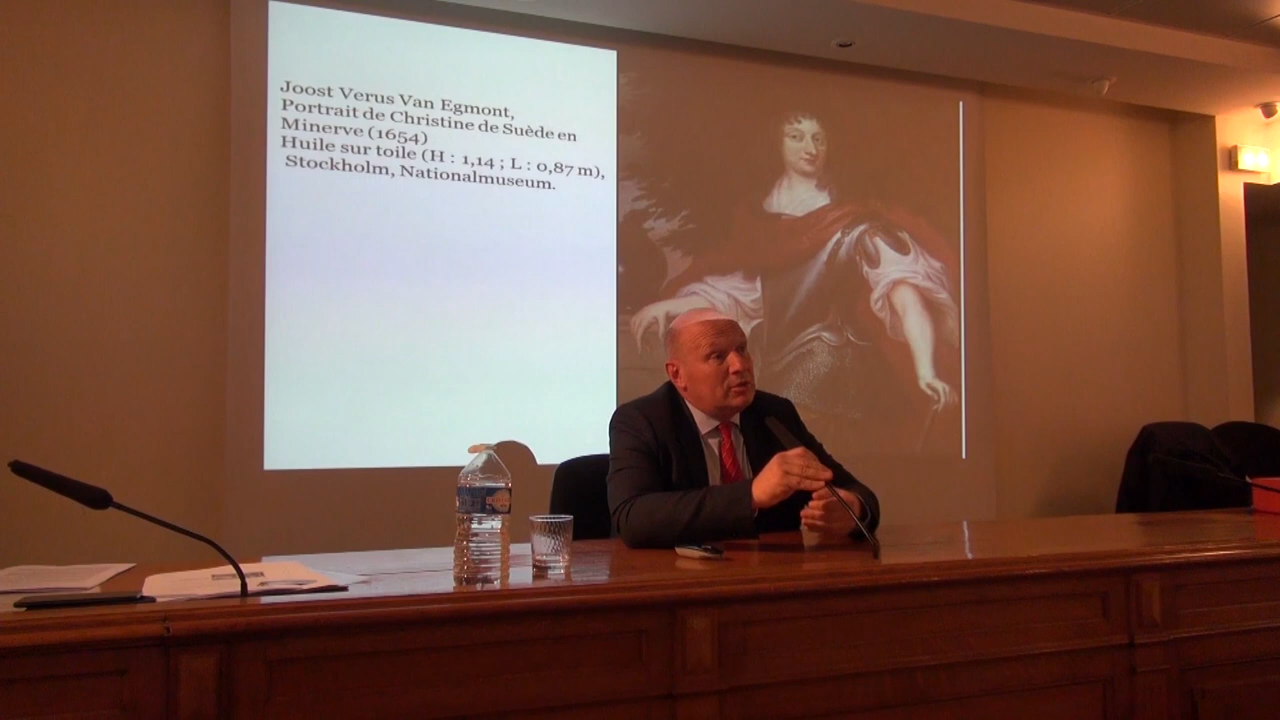 Joost Verus Van Egmont,
Portrait de Christine de Suède en
Minerve (1654)
Huile sur toile (H : 1,14 ; L : 0,87 m),
Stockholm, Nationalmuseum.